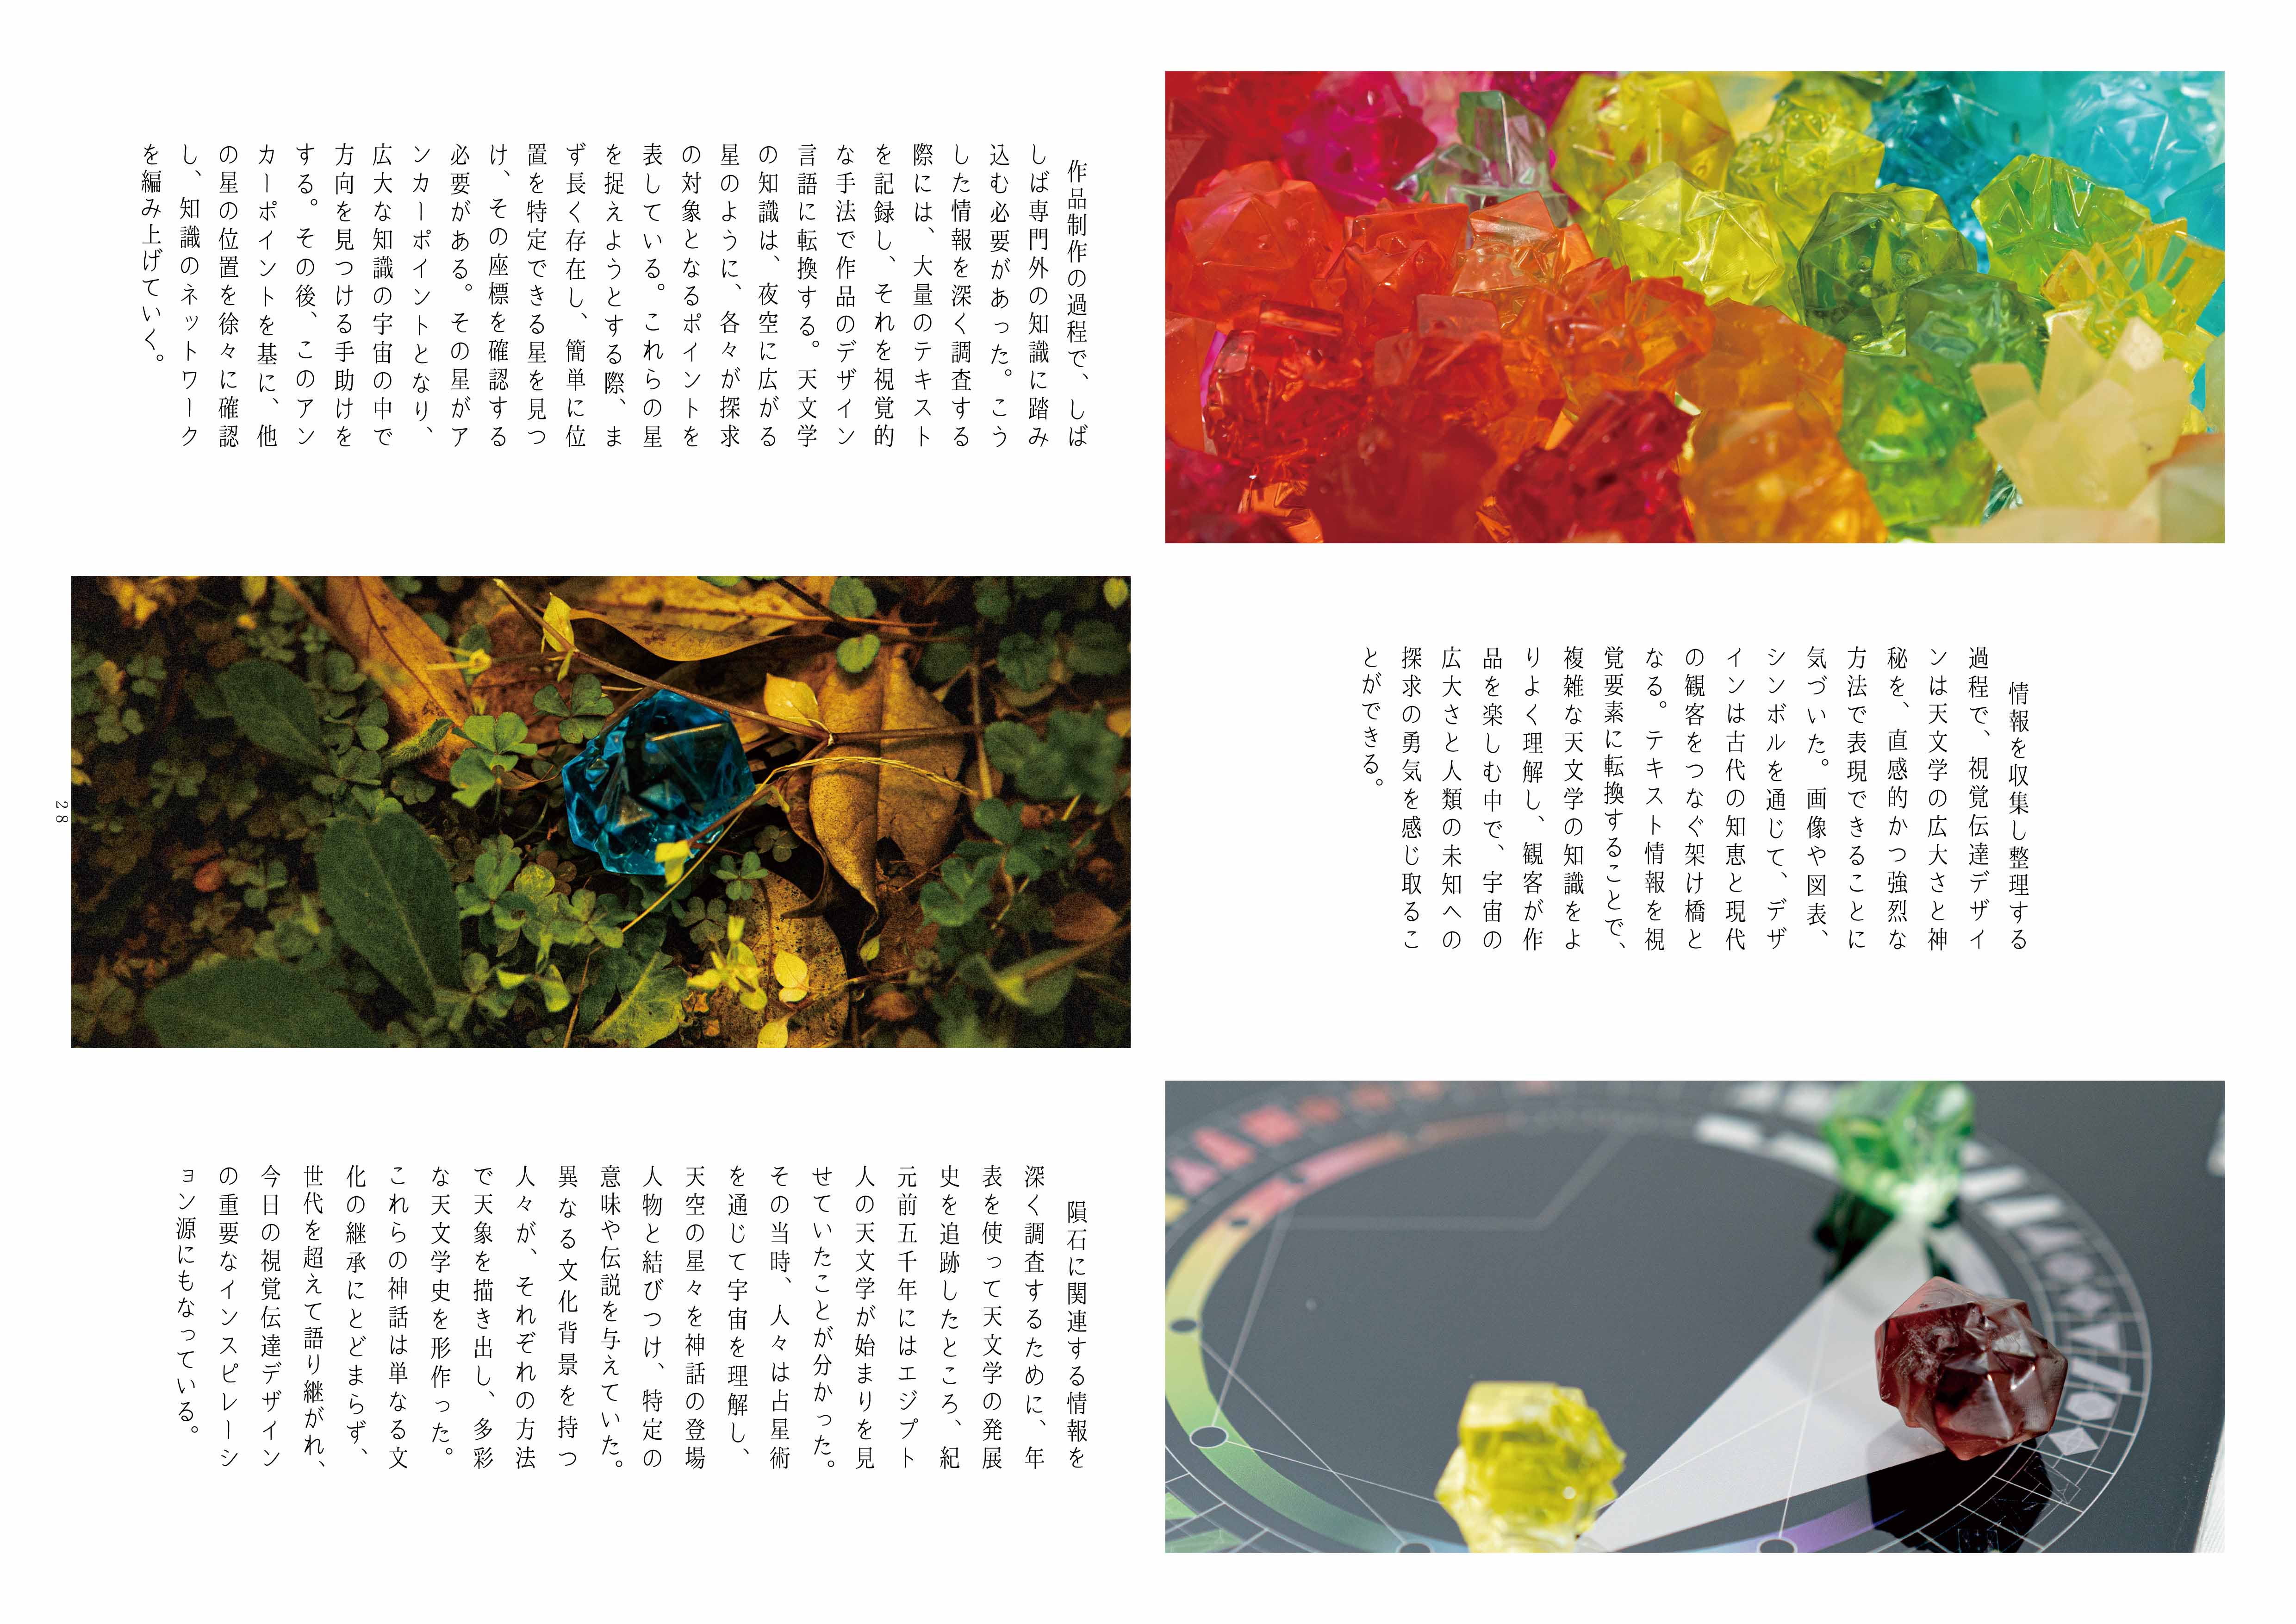 作品制作の過程で、しば
しば専門外の知識に踏み
込む必要があった。こう
した情報を深く調査する
際には、大量のテキスト
を記録し、それを視覚的
な手法で作品のデザイン
言語に転換する。天文学
の知識は、夜空に広がる
星のように、各々が探求
の対象となるポイントを
表している。これらの星
を捉えようとする際、ま
ず長く存在し、簡単に位
置を特定できる星を見つ
け、その座標を確認する
必要がある。その星がア
ンカーポイントとなり、
広大な知識の宇宙の中で
方向を見つける手助けを
する。その後、このアン
カーポイントを基に、他
の星の位置を徐々に確認
し、知識のネットワーク
を編み上げていく。
情報を収集し整理する
過程で、視覚伝達デザイ
ンは天文学の広大さと神
秘を、直感的かつ強烈な
方法で表現できることに
気づいた。画像や図表、
シンボルを通じて、デザ
インは古代の知恵と現代
の観客をつなぐ架け橋と
なる。テキスト情報を視
覚要素に転換することで、
複雑な天文学の知識をよ
りよく理解し、観客が作
品を楽しむ中で、宇宙の
広大さと人類の未知への
探求の勇気を感じ取るこ
とができる。
隕石に関連する情報を
深く調査するために、年
表を使って天文学の発展
史を追跡したところ、紀
元前五千年にはエジプト
人の天文学が始まりを見
せていたことが分かった。
その当時、人々は占星術
を通じて宇宙を理解し、
天空の星々を神話の登場
人物と結びつけ、特定の
意味や伝説を与えていた。
異なる文化背景を持つ
人々が、それぞれの方法
で天象を描き出し、多彩
な天文学史を形作った。
これらの神話は単なる文
化の継承にとどまらず、
世代を超えて語り継がれ、
今日の視覚伝達デザイン
の重要なインスピレーシ
ョン源にもなっている。
28